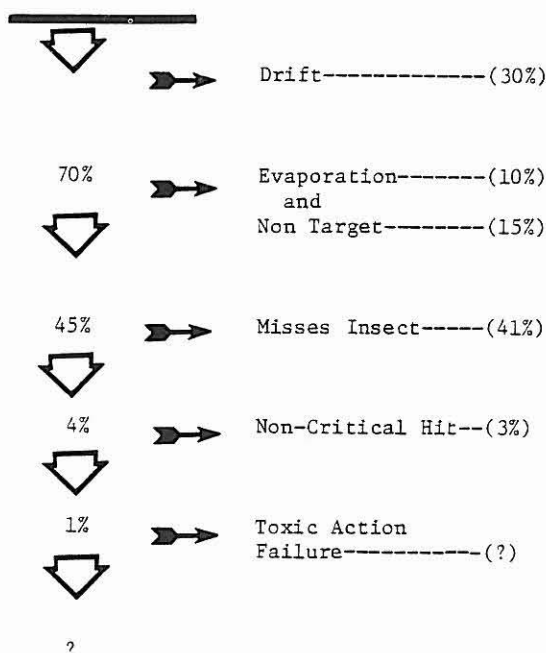 Drift-------------(30%)
70%
Evaporation-------(10%)
and
Non Target--------(15%)
45%
Misses Insect-----(41%)
4%
Non-Critical Hit--(3%)
1%
Toxic Action
Failure-----------(?)
?